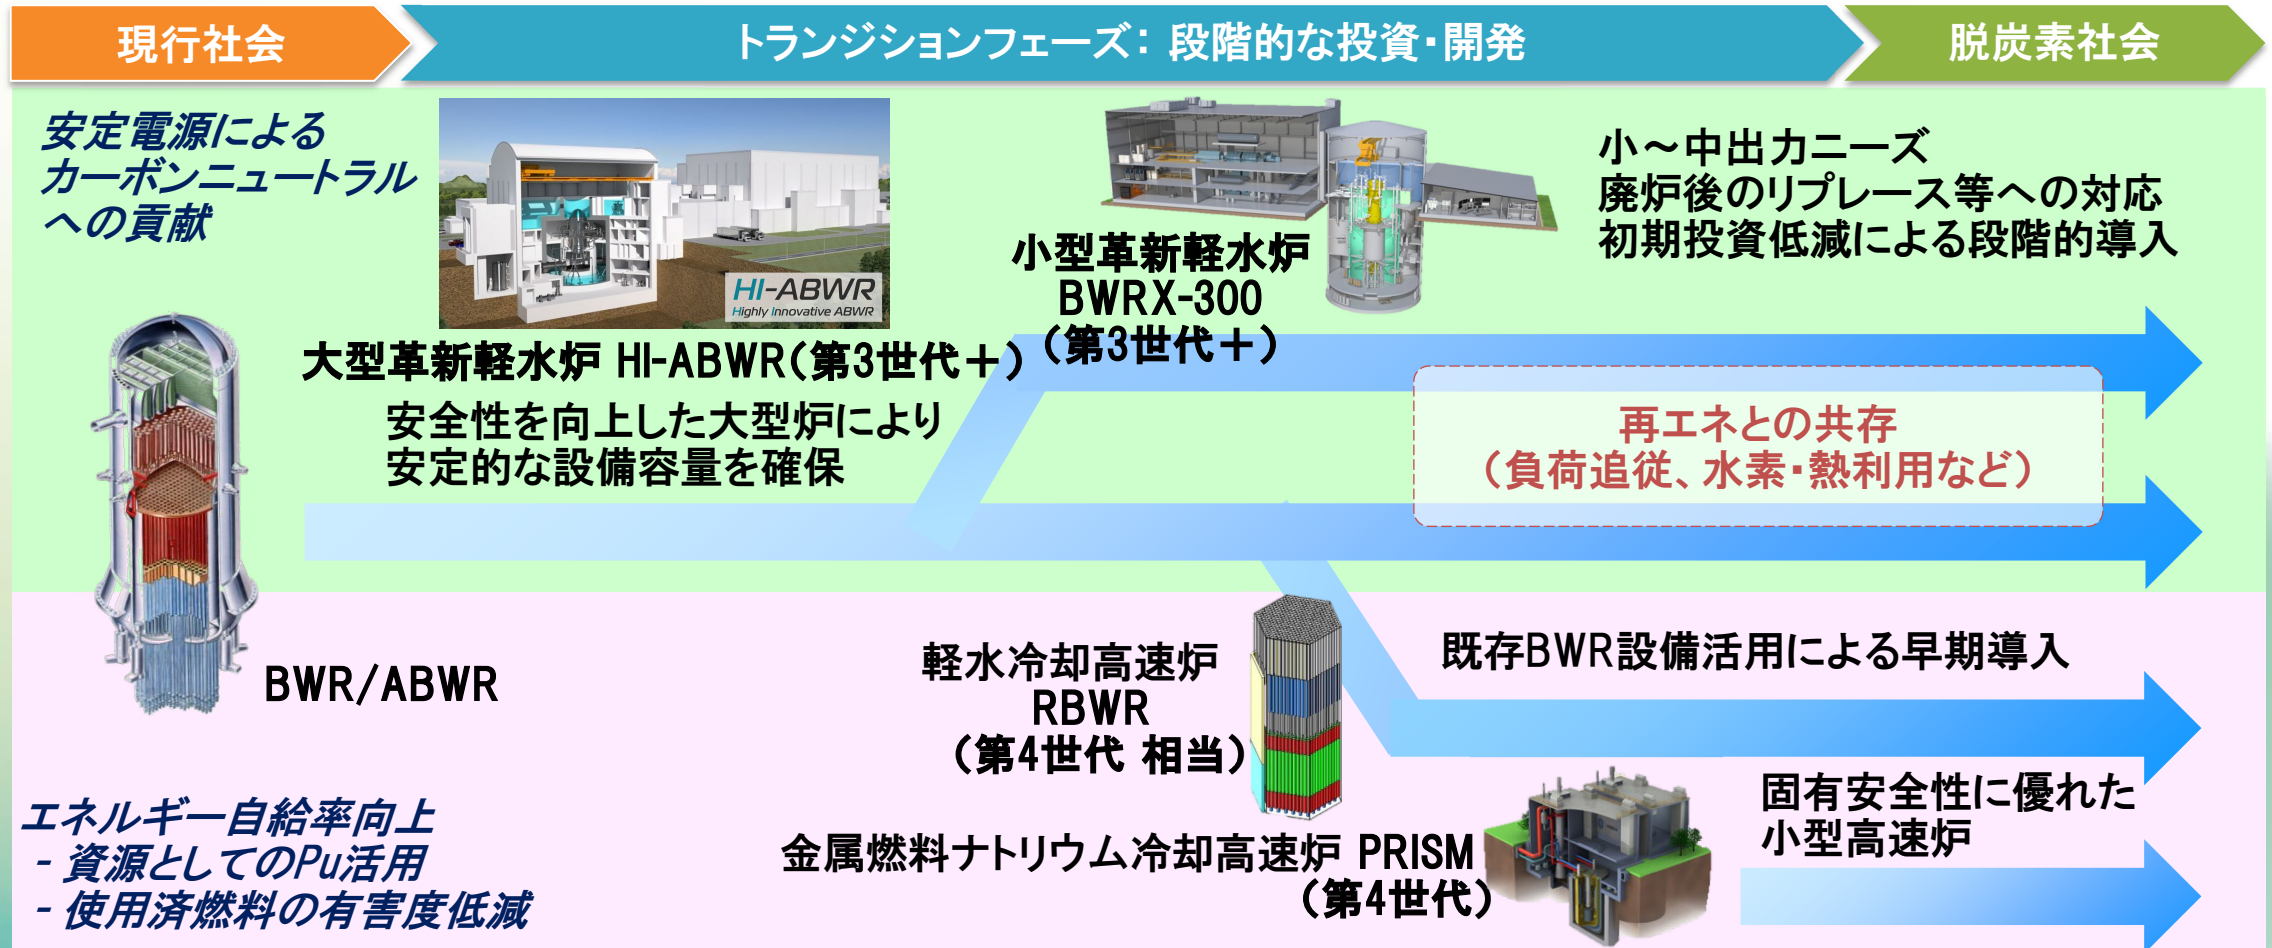 現行社会
トランジションフェーズ：段階的な投資・開発
脱炭素社会
安定電源による
カーボンニュートラル
への貢献
HI-ABWR
Highly Innovative ABWR
大型革新軽水炉 HI-ABWR（第3世代＋）
安全性を向上した大型炉により
安定的な設備容量を確保
小型革新軽水炉
BWRX-300
（第3世代＋）
小～中出力ニーズ
廃炉後のリプレース等への対応
初期投資低減による段階的導入
再エネとの共存
（負荷追従、水素・熱利用など）
BWR/ABWR
軽水冷却高速炉
RBWR
（第4世代 相当）
既存BWR設備活用による早期導入
エネルギー自給率向上
- 資源としてのPu活用
- 使用済燃料の有害度低減
金属燃料ナトリウム冷却高速炉 PRISM
（第4世代）
固有安全性に優れた
小型高速炉